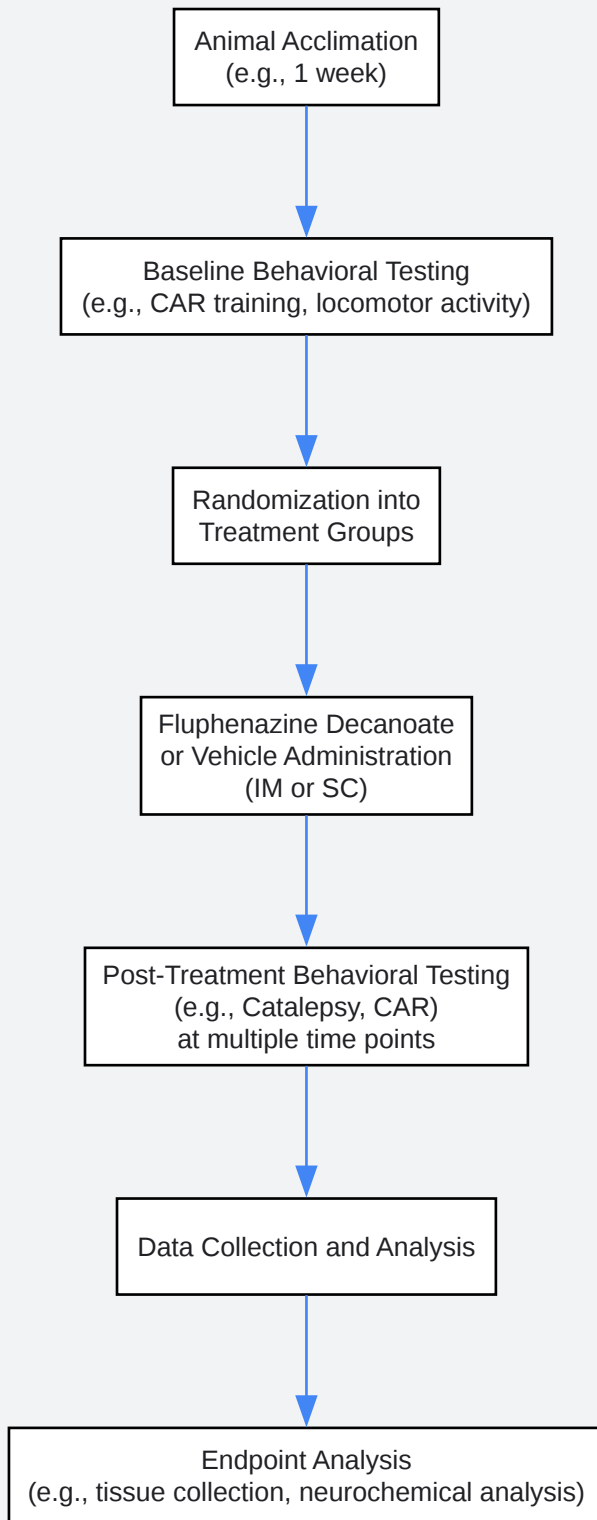 Animal Acclimation
(e.g., 1 week)
Baseline Behavioral Testing
(e.g., CAR training, locomotor activity)
Randomization into
Treatment Groups
Fluphenazine Decanoate
or Vehicle Administration
(IM or SC)
Post-Treatment Behavioral Testing
(e.g., Catalepsy, CAR)
at multiple time points
Data Collection and Analysis
Endpoint Analysis
(e.g., tissue collection, neurochemical analysis)